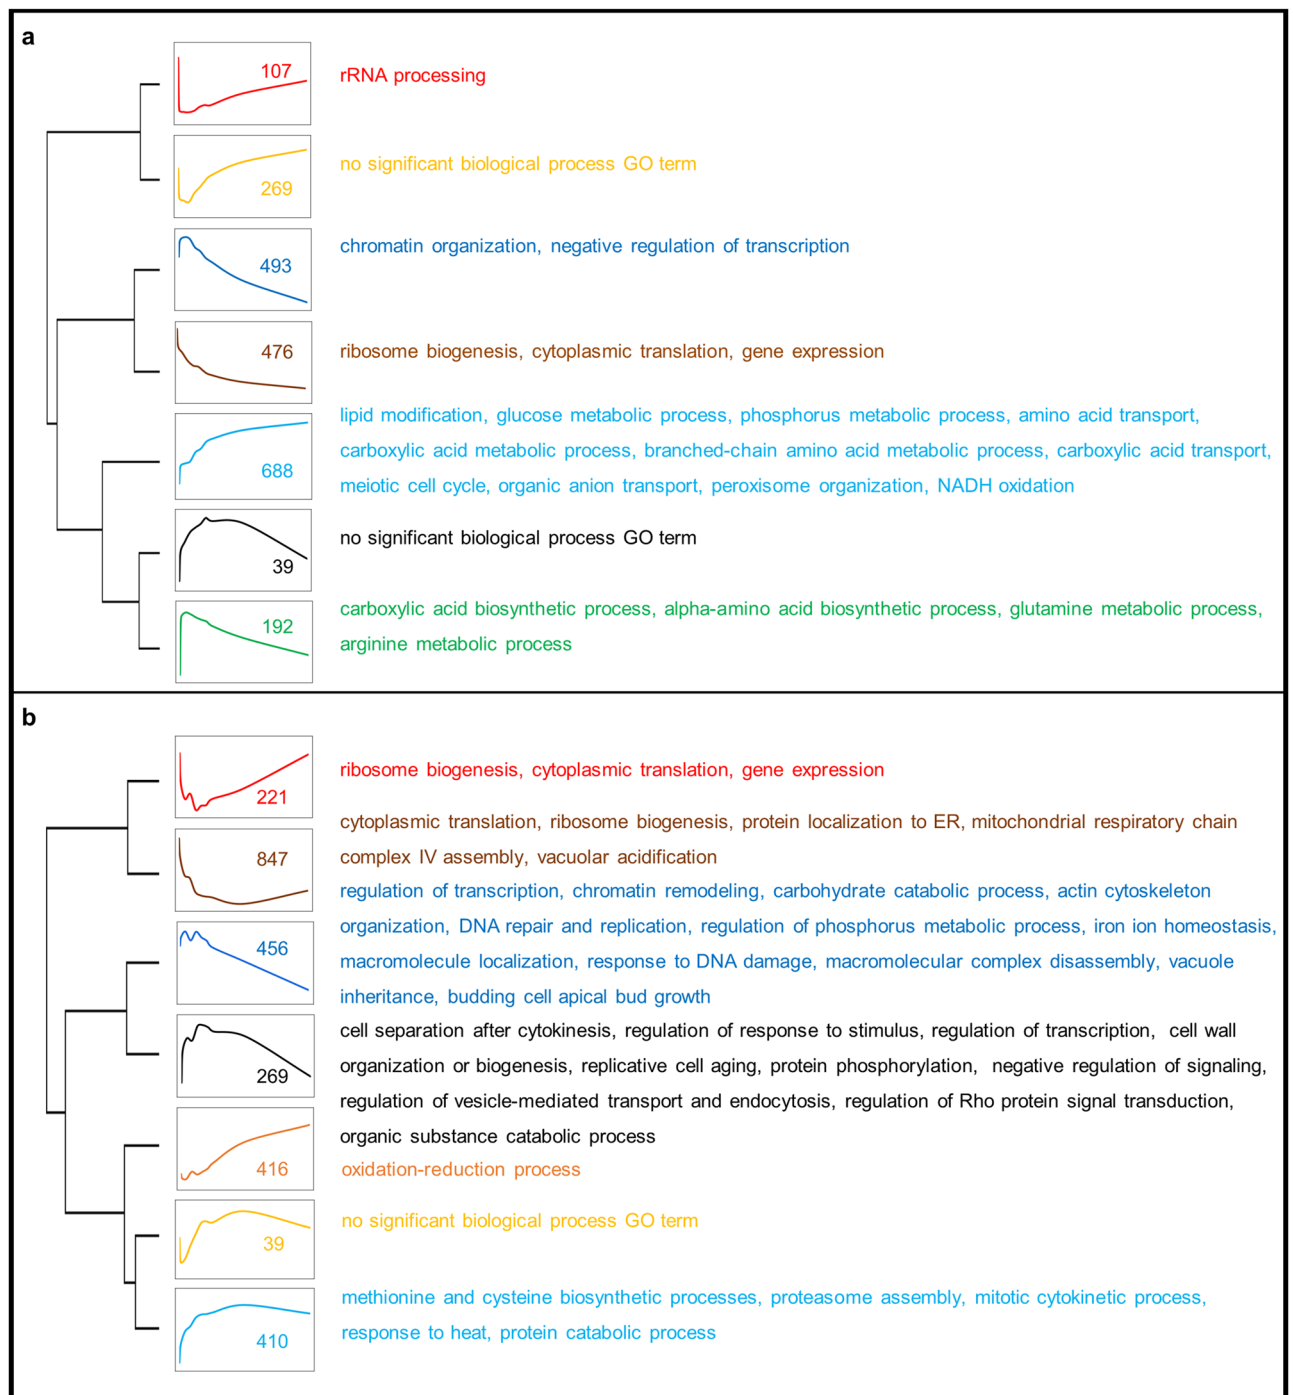 a
107
rRNA processing
no significant biological process GO term
269
chromatin organization, negative regulation of transcription
493
476
ribosome biogenesis, cytoplasmic translation, gene expression
lipid modification, glucose metabolic process, phosphorus metabolic process, amino acid transport,
carboxylic acid metabolic process, branched-chain amino acid metabolic process, carboxylic acid transport,
688
meiotic cell cycle, organic anion transport, peroxisome organization, NADH oxidation
no significant biological process GO term
39
carboxylic acid biosynthetic process, alpha-amino acid biosynthetic process, glutamine metabolic process,
192
arginine metabolic process
b
ribosome biogenesis, cytoplasmic translation, gene expression
221
cytoplasmic translation, ribosome biogenesis, protein localization to ER, mitochondrial respiratory chain
847
complex IV assembly, vacuolar acidification
regulation of transcription, chromatin remodeling, carbohydrate catabolic process, actin cytoskeleton
organization, DNA repair and replication, regulation of phosphorus metabolic process, iron ion homeostasis,
456
macromolecule localization, response to DNA damage, macromolecular complex disassembly, vacuole
inheritance, budding cell apical bud growth
cell separation after cytokinesis, regulation of response to stimulus, regulation of transcription, cell wall
organization or biogenesis, replicative cell aging, protein phosphorylation, negative regulation of signaling,
269
regulation of vesicle-mediated transport and endocytosis, regulation of Rho protein signal transduction,
organic substance catabolic process
416
oxidation-reduction process
no significant biological process GO term
39
methionine and cysteine biosynthetic processes, proteasome assembly, mitotic cytokinetic process,
410
response to heat, protein catabolic process